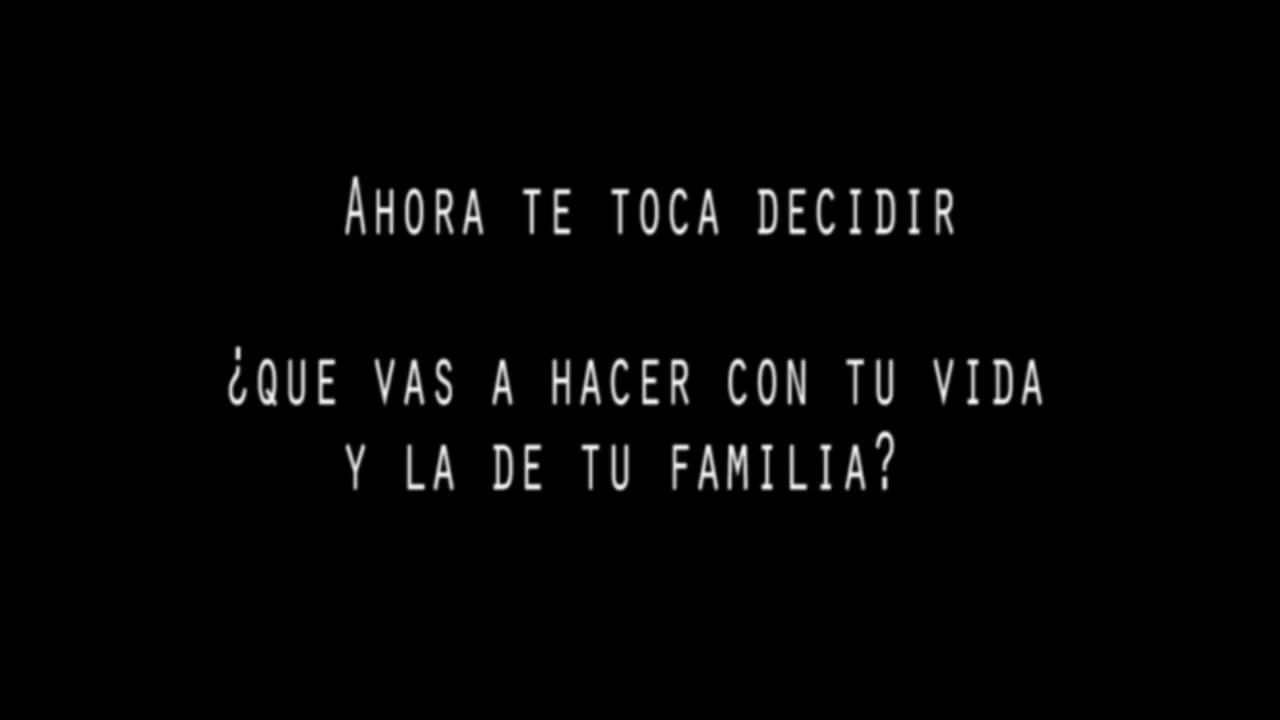 Ahora te toca decidir
¿que vas a hacer con tu vida
y la de tu familia?